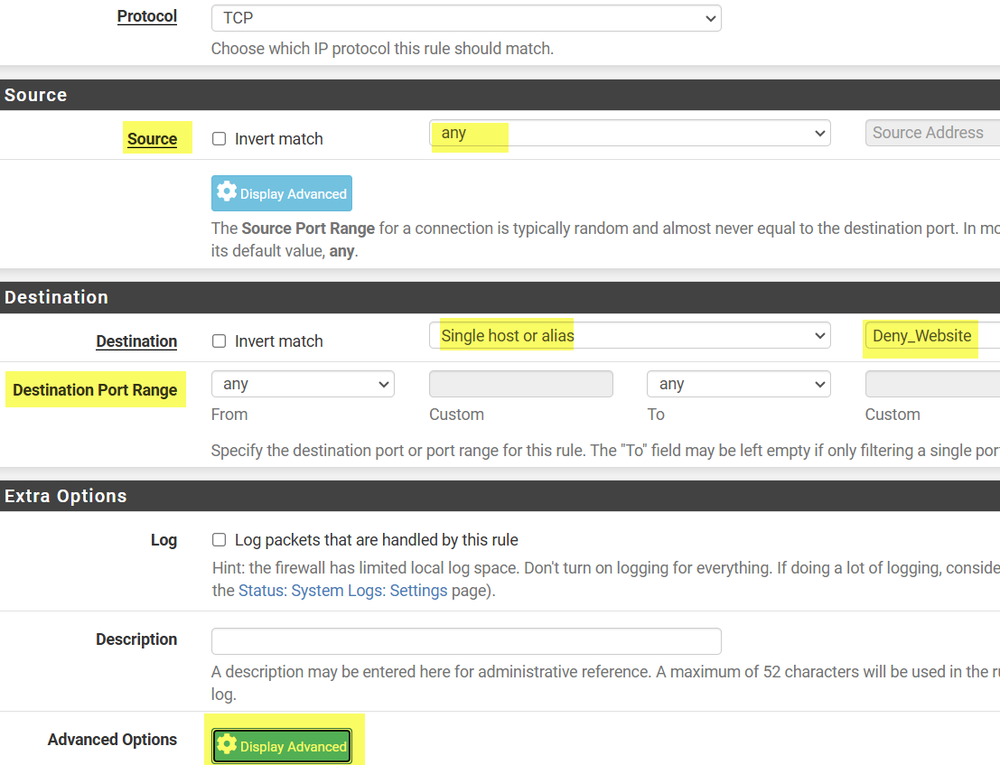 Protocol TCP
Choose which IP protocol this rule should match.
Source
Source Invert match any Source Address
Display Advanced
The Source Port Range for a connection is typically random and almost never equal to the destination port. In mo
its default value, any.
Destination
Destination Invert match Single host or alias Deny_Website
Destination Port Range any any
From Custom To Custom
Specify the destination port or port range for this rule. The "To" field may be left empty if only filtering a single por
Extra Options
Log Log packets that are handled by this rule
Hint: the firewall has limited local log space. Don't turn on logging for everything. If doing a lot of logging, conside
the Status: System Logs: Settings page).
Description
A description may be entered here for administrative reference. A maximum of 52 characters will be used in the ru
log.
Advanced Options Display Advanced